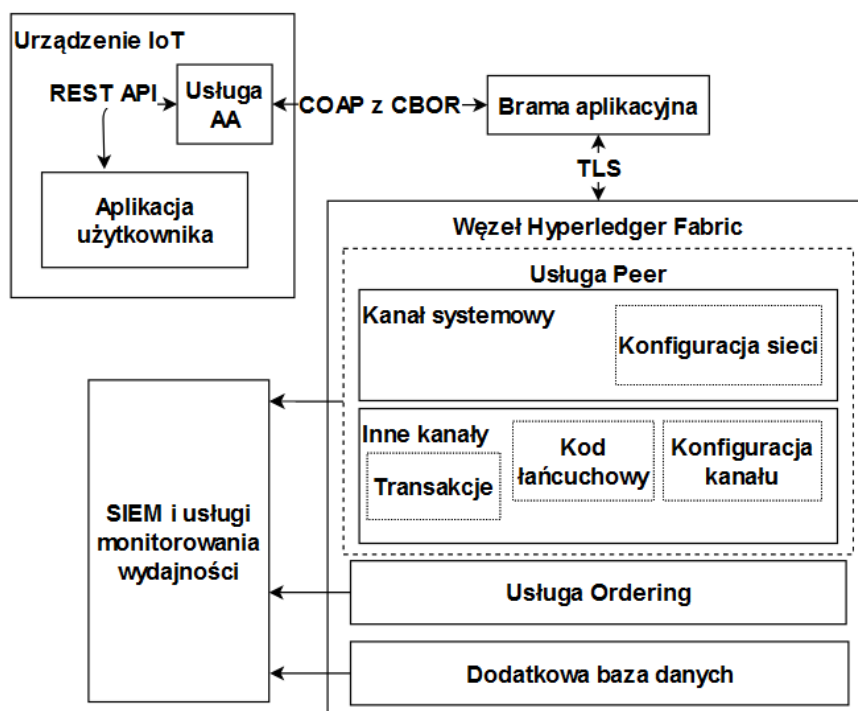 Urządzenie IoT
REST API
Usługa
AA
COAP z CBOR
Brama aplikacyjna
TLS
Aplikacja
użytkownika
Węzeł Hyperledger Fabric
Usługa Peer
Kanał systemowy
Konfiguracja sieci
Inne kanały
Transakcje
Kod
łańcuchowy
Konfiguracja
kanału
SIEM i usługi
monitorowania
wydajności
Usługa Ordering
Dodatkowa baza danych